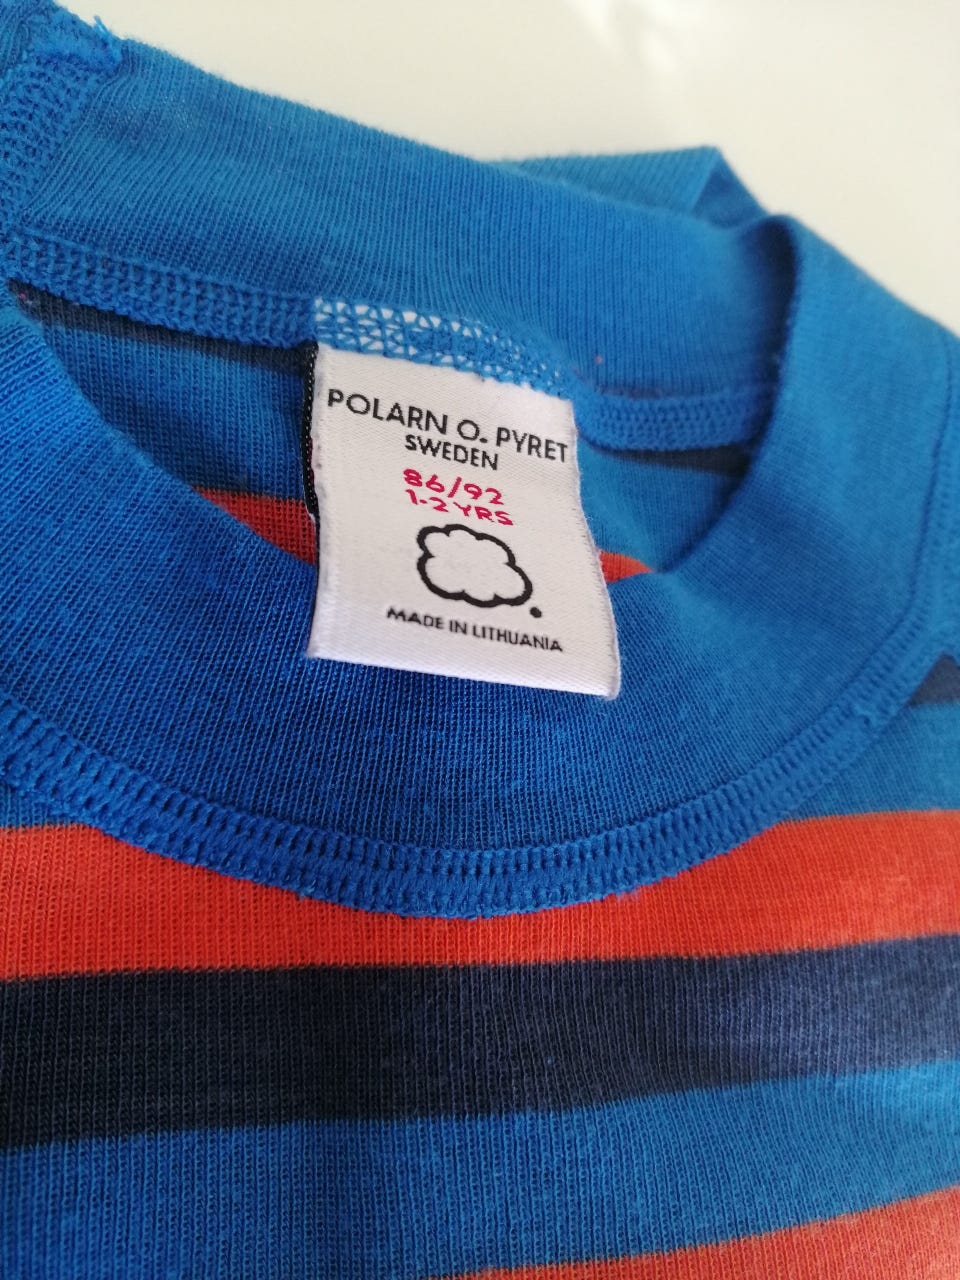 POLARN O. PYRET
SWEDEN
86/92
1-2 YRS
MADE IN LITHUANIA